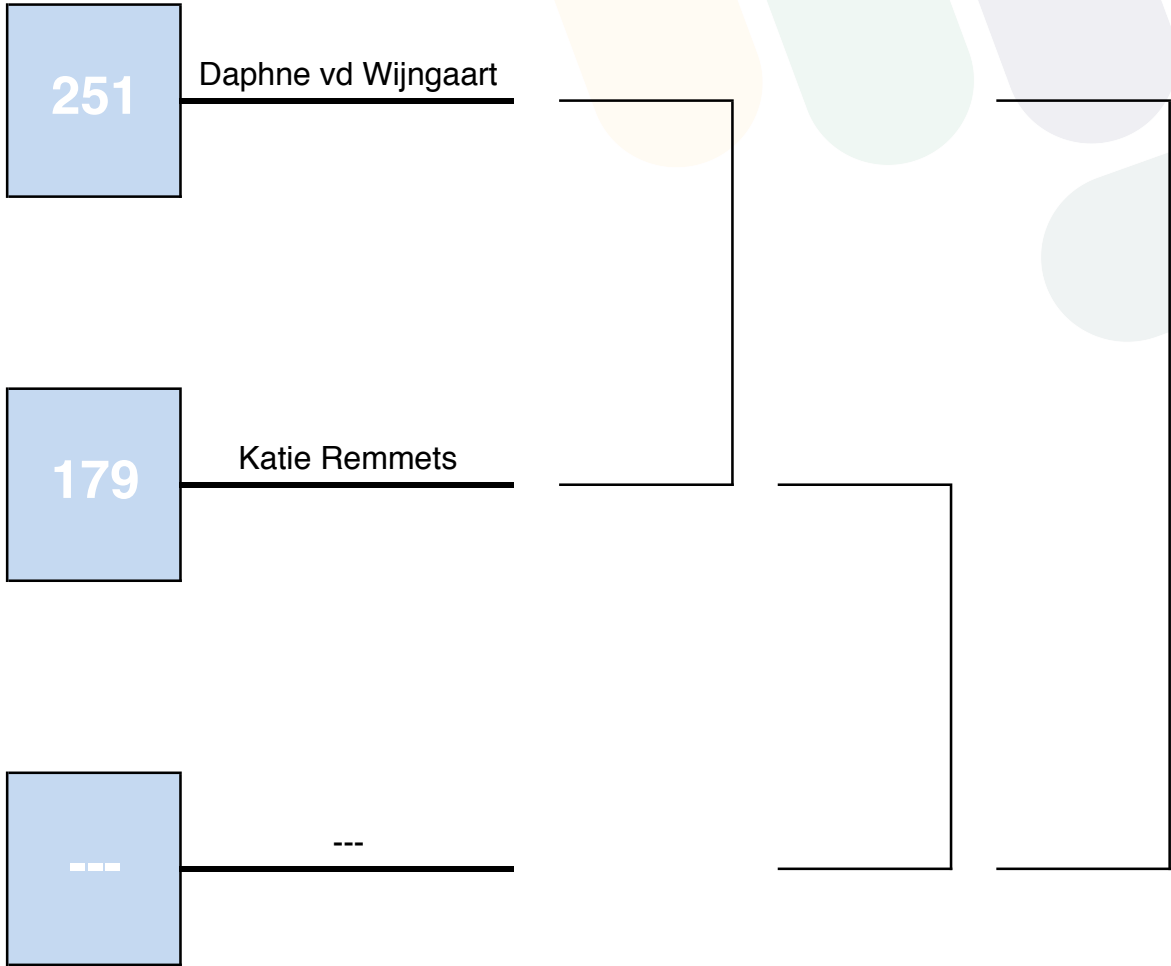 251
Daphne vd Wijngaart
179
Katie Remmets
---
---